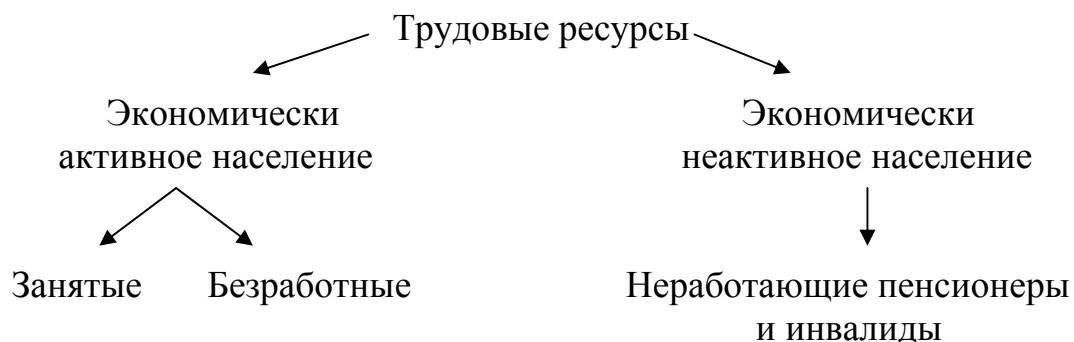 Трудовые ресурсы
Экономически
активное население
Экономически
неактивное население
Занятые
Безработные
Неработающие пенсионеры
и инвалиды